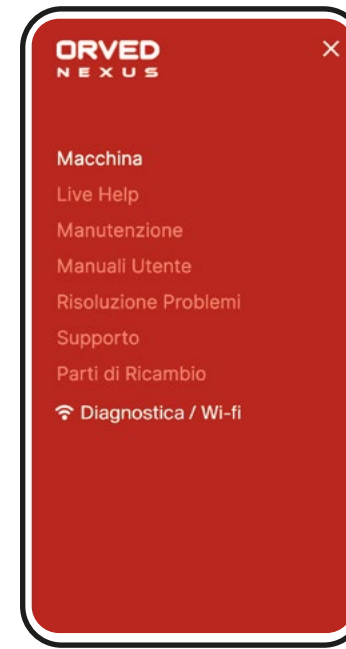 ORVED
NEXUS
Macchina
Live Help
Manutenzione
Manuali Utente
Risoluzione Problemi
Supporto
Parti di Ricambio
Diagnostica / Wi-fi